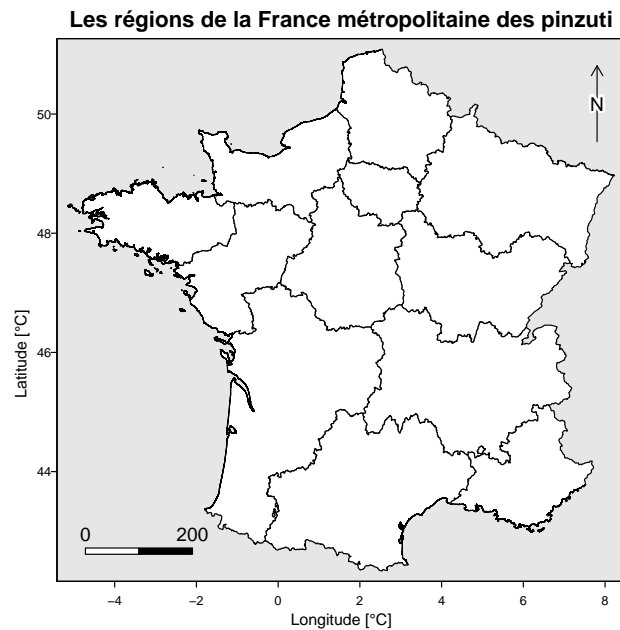 Les régions de la France métropolitaine des pinzuti
N
50
48
46
44
Latitude [°C]
0 200
−4 −2 0 2 4 6 8
Longitude [°C]